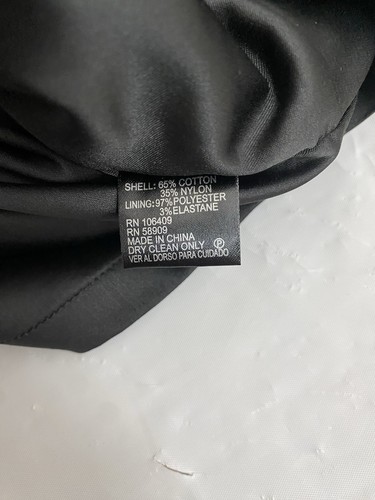 SHELL: 65% COTTON
35% NYLON
LINING: 97% POLYESTER
3% ELASTANE
RN 106409
RN 58909
MADE IN CHINA
DRY CLEAN ONLY Ⓟ
VER AL DORSO PARA CUIDADO